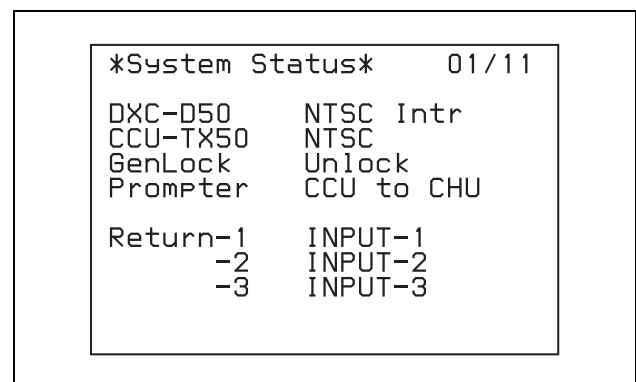 *System Status* 01/11
DXC-D50 NTSC Intr
CCU-TX50 NTSC
GenLock Unlock
Prompter CCU to CHU
Return-1 INPUT-1
-2 INPUT-2
-3 INPUT-3